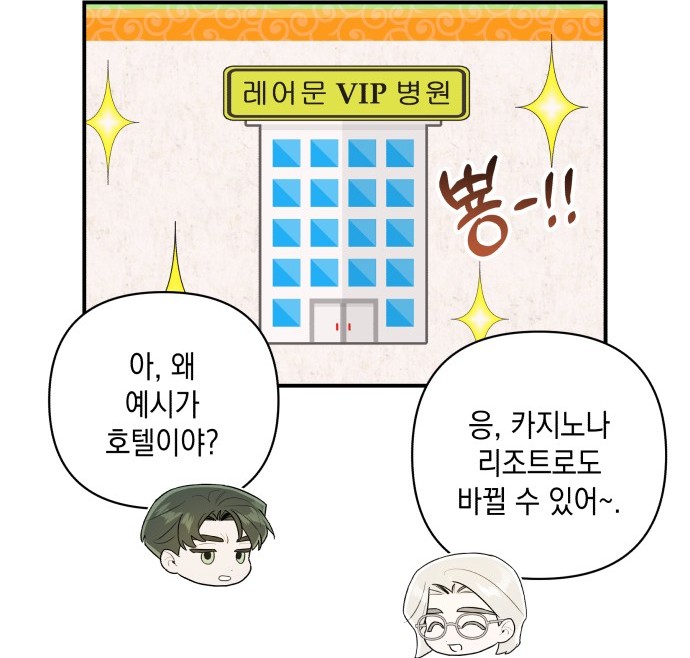 레어문 VIP 병원
뿅-!!
아, 왜
예시가
호텔이야?
응, 카지노나
리조트로도
바뀔 수 있어~.